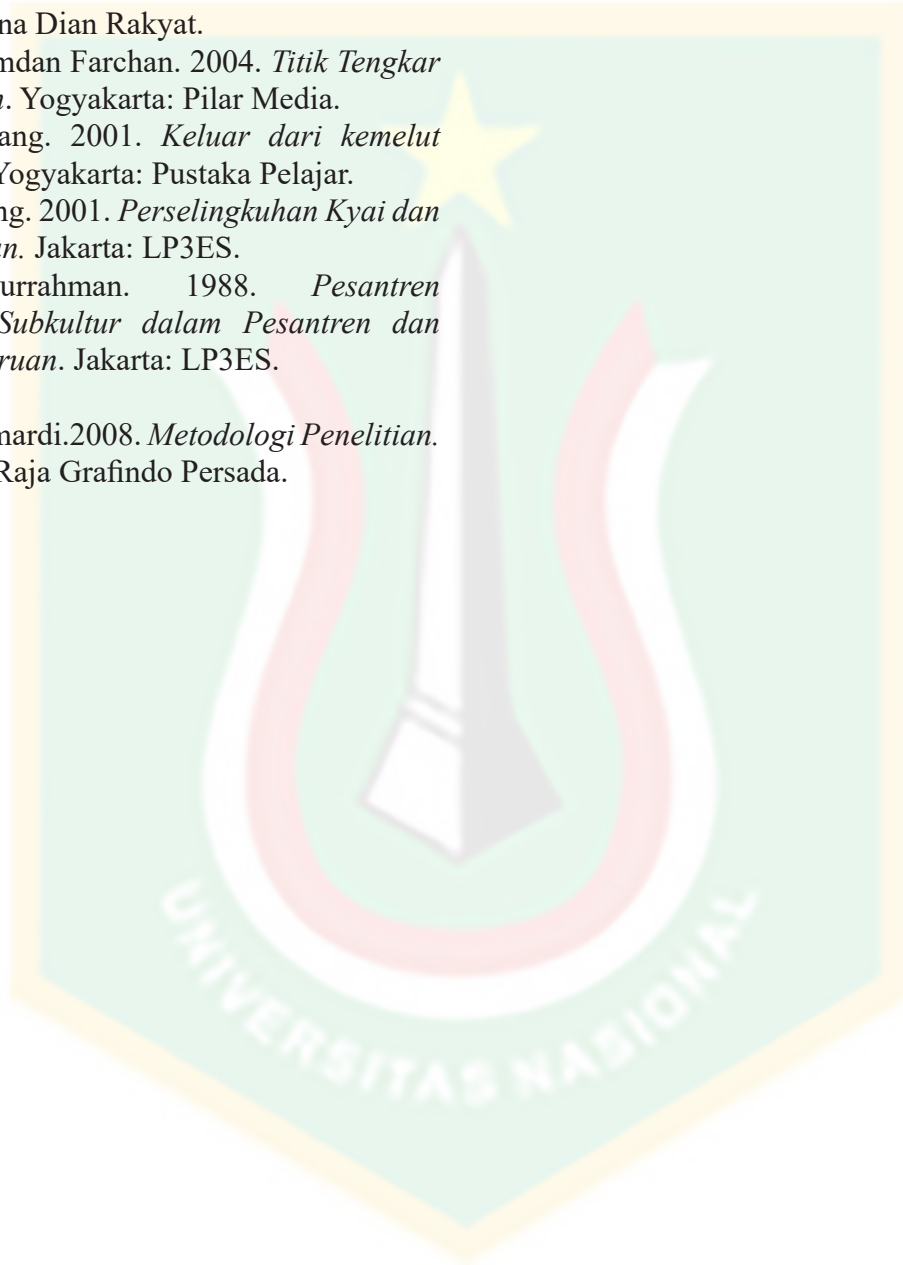 na Dian Rakyat.
mdan Farchan. 2004. Titik Tengkar
n. Yogyakarta: Pilar Media.
ang. 2001. Keluar dari kemelut
Yogyakarta: Pustaka Pelajar.
ng. 2001. Perselingkuhan Kyai dan
an. Jakarta: LP3ES.
urrahman. 1988. Pesantren
Subkultur dalam Pesantren dan
ruan. Jakarta: LP3ES.
mardi.2008. Metodologi Penelitian.
Raja Grafindo Persada.
UNIVERSITAS NASIONAL